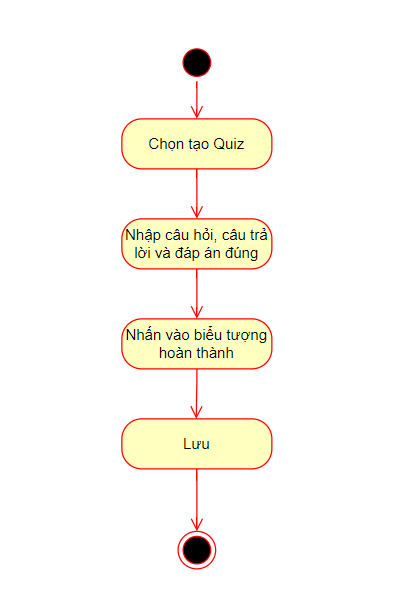 Chọn tạo Quiz
Nhập câu hỏi, câu trả
lời và đáp án đúng
Nhấn vào biểu tượng
hoàn thành
Lưu